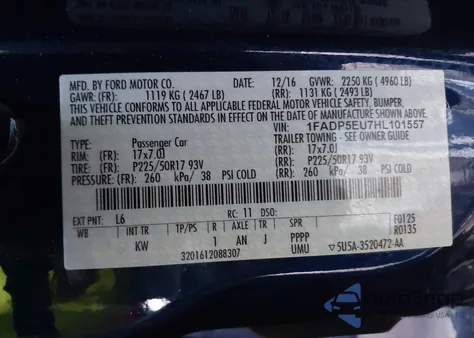 MFD. BY FORD MOTOR CO. DATE: 12/16 GVWR: 2250 KG ( 4960 LB)
GAWR: (FR): 1119 KG ( 2467 LB) (RR): 1131 KG ( 2493 LB)
THIS VEHICLE CONFORMS TO ALL APPLICABLE FEDERAL MOTOR VEHICLE SAFETY, BUMPER,
AND THEFT PREVENTION STANDARDS IN EFFECT ON THE DATE OF MANUFACTURE SHOWN ABOVE.
VIN: 1FADP5EU7HL101557
TYPE: Passenger Car TRAILER TOWING - SEE OWNER GUIDE
RIM: (FR) 17x7.0J (RR) 17x7.0J
TIRE: (FR) P225/50R17 93V (RR) P225/50R17 93V
PRESSURE EU (FR) 260 kPa/ 38 PSI COLD (RR) 260 kPa/ 38 PSI COLD
EXT PNT: L6 RC: 11 DSO: F0125
WB INT TR TP/PS R AXLE TR SPR R0135
KW 1 AN J PPPP
3201612088307 UMU 5U5A-3520472-AA
AutoSnap